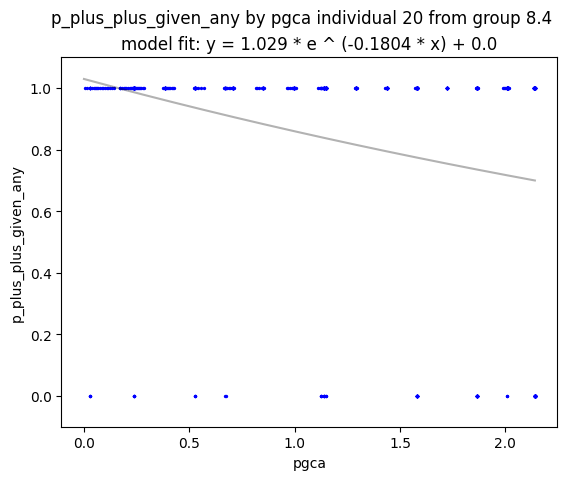 p_plus_plus_given_any by pgca individual 20 from group 8.4
model fit: y = 1.029 * e ^ (-0.1804 * x) + 0.0
p_plus_plus_given_any
1.0
0.8
0.6
0.4
0.2
0.0
0.0 0.5 1.0 1.5 2.0
pgca